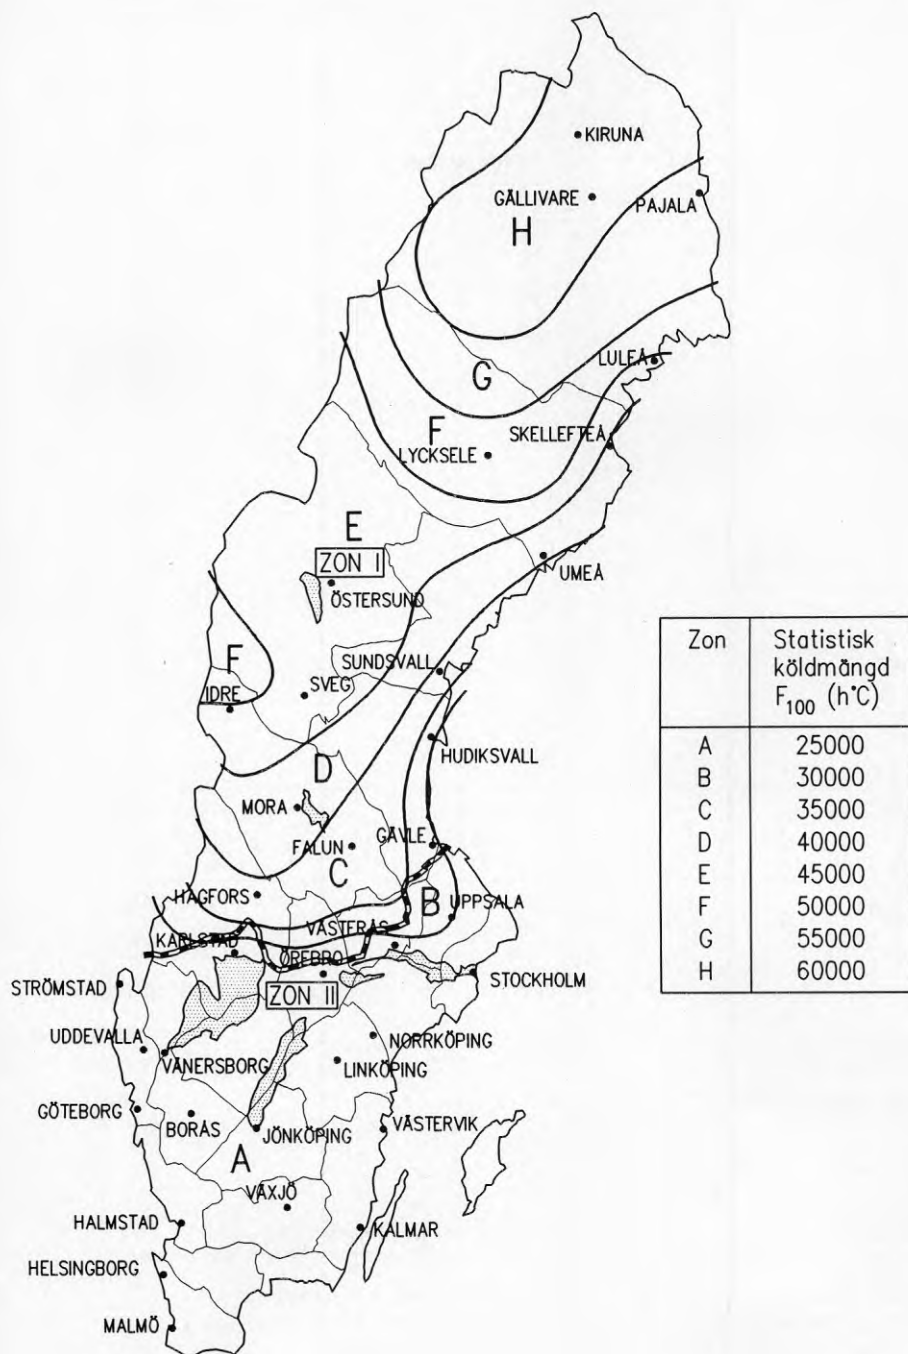 KIRUNA
GÄLLIVARE
PAJALA
H
LULEÅ
G
F
SKELLEFTEÅ
LYCKSELE
E
ZON I
UMEÅ
ÖSTERSUND
F
SUNDSVALL
IDRE
SVEG
HUDIKSVALL
D
MORA
FALUN
GÄVLE
C
HAGFORS
B
UPPSALA
VÄSTERÅS
KARLSTAD
ÖREBRO
STOCKHOLM
STRÖMSTAD
ZON II
UDDEVALLA
NORRKÖPING
VÄNERSBORG
LINKÖPING
GÖTEBORG
BORÅS
JÖNKÖPING
VÄSTERVIK
A
VÄXJÖ
HALMSTAD
KALMAR
HELSINGBORG
MALMÖ
Zon Statistisk
köldmängd
F₁₀₀ (h°C)
A 25000
B 30000
C 35000
D 40000
E 45000
F 50000
G 55000
H 60000